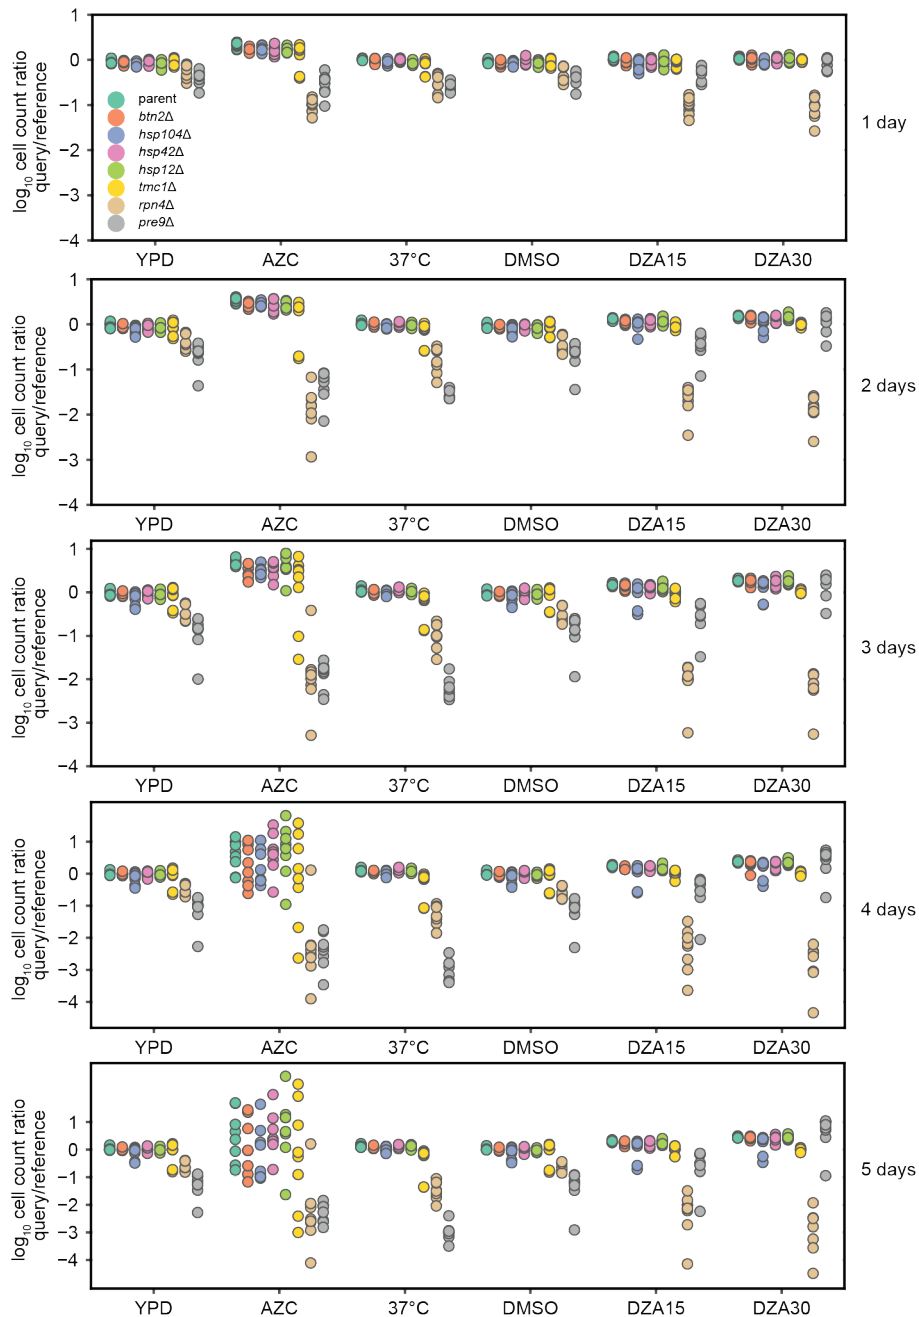 log10 cell count ratio
query/reference
1
0
−1
−2
−3
−4
parent
btn2Δ
hsp104Δ
hsp42Δ
hsp12Δ
tmc1Δ
rpn4Δ
pre9Δ
YPD AZC 37°C DMSO DZA15 DZA30
1 day
log10 cell count ratio
query/reference
1
0
−1
−2
−3
−4
YPD AZC 37°C DMSO DZA15 DZA30
2 days
log10 cell count ratio
query/reference
1
0
−1
−2
−3
−4
YPD AZC 37°C DMSO DZA15 DZA30
3 days
log10 cell count ratio
query/reference
1
0
−1
−2
−3
−4
YPD AZC 37°C DMSO DZA15 DZA30
4 days
log10 cell count ratio
query/reference
1
0
−1
−2
−3
−4
YPD AZC 37°C DMSO DZA15 DZA30
5 days